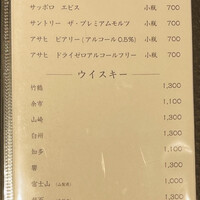 サッポロ エビス 小瓶 700
サントリー ザ・プレミアムモルツ 小瓶 700
アサヒ ビアリー（アルコール0.5%） 小瓶 700
アサヒ ドライゼロアルコールフリー 小瓶 700
ウイスキー
竹鶴 1,300
余市 1,100
山崎 1,300
白州 1,300
知多 1,100
響 1,300
富士山 1,000